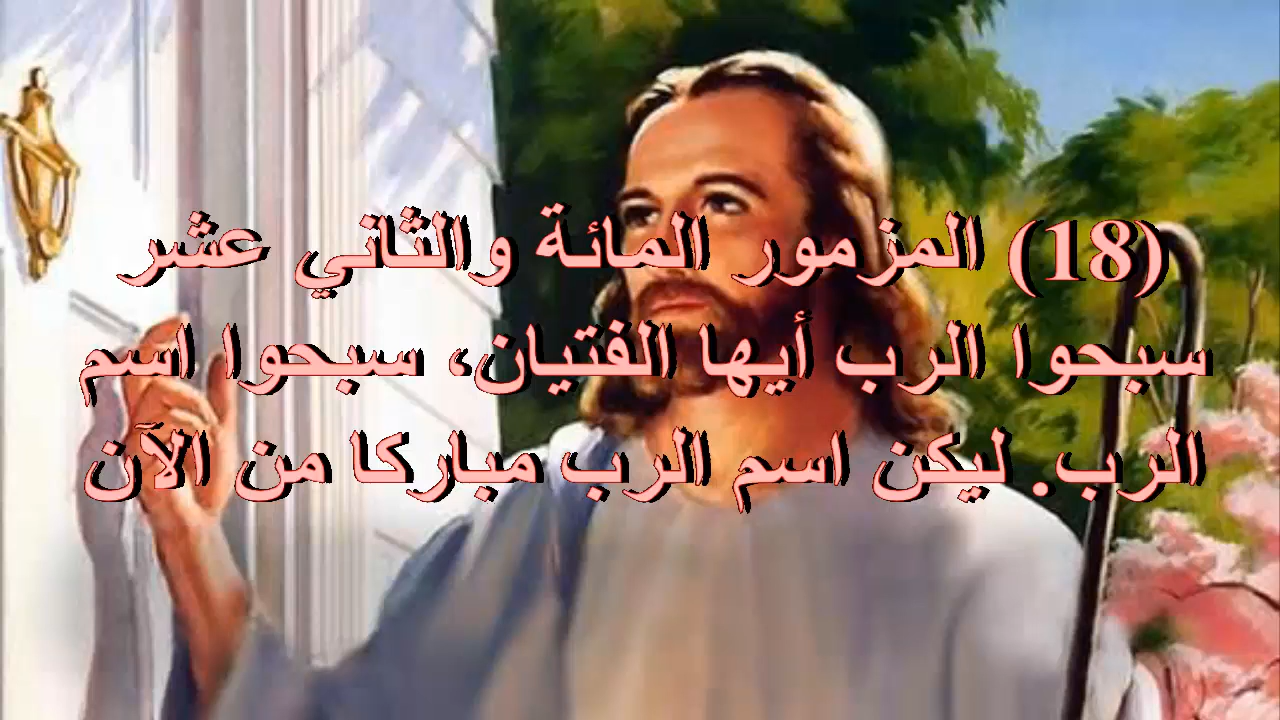 (18) المزمور المائة والثاني عشر
سبحوا الرب أيها الفتيان، سبحوا اسم
الرب. ليكن اسم الرب مباركا من الآن